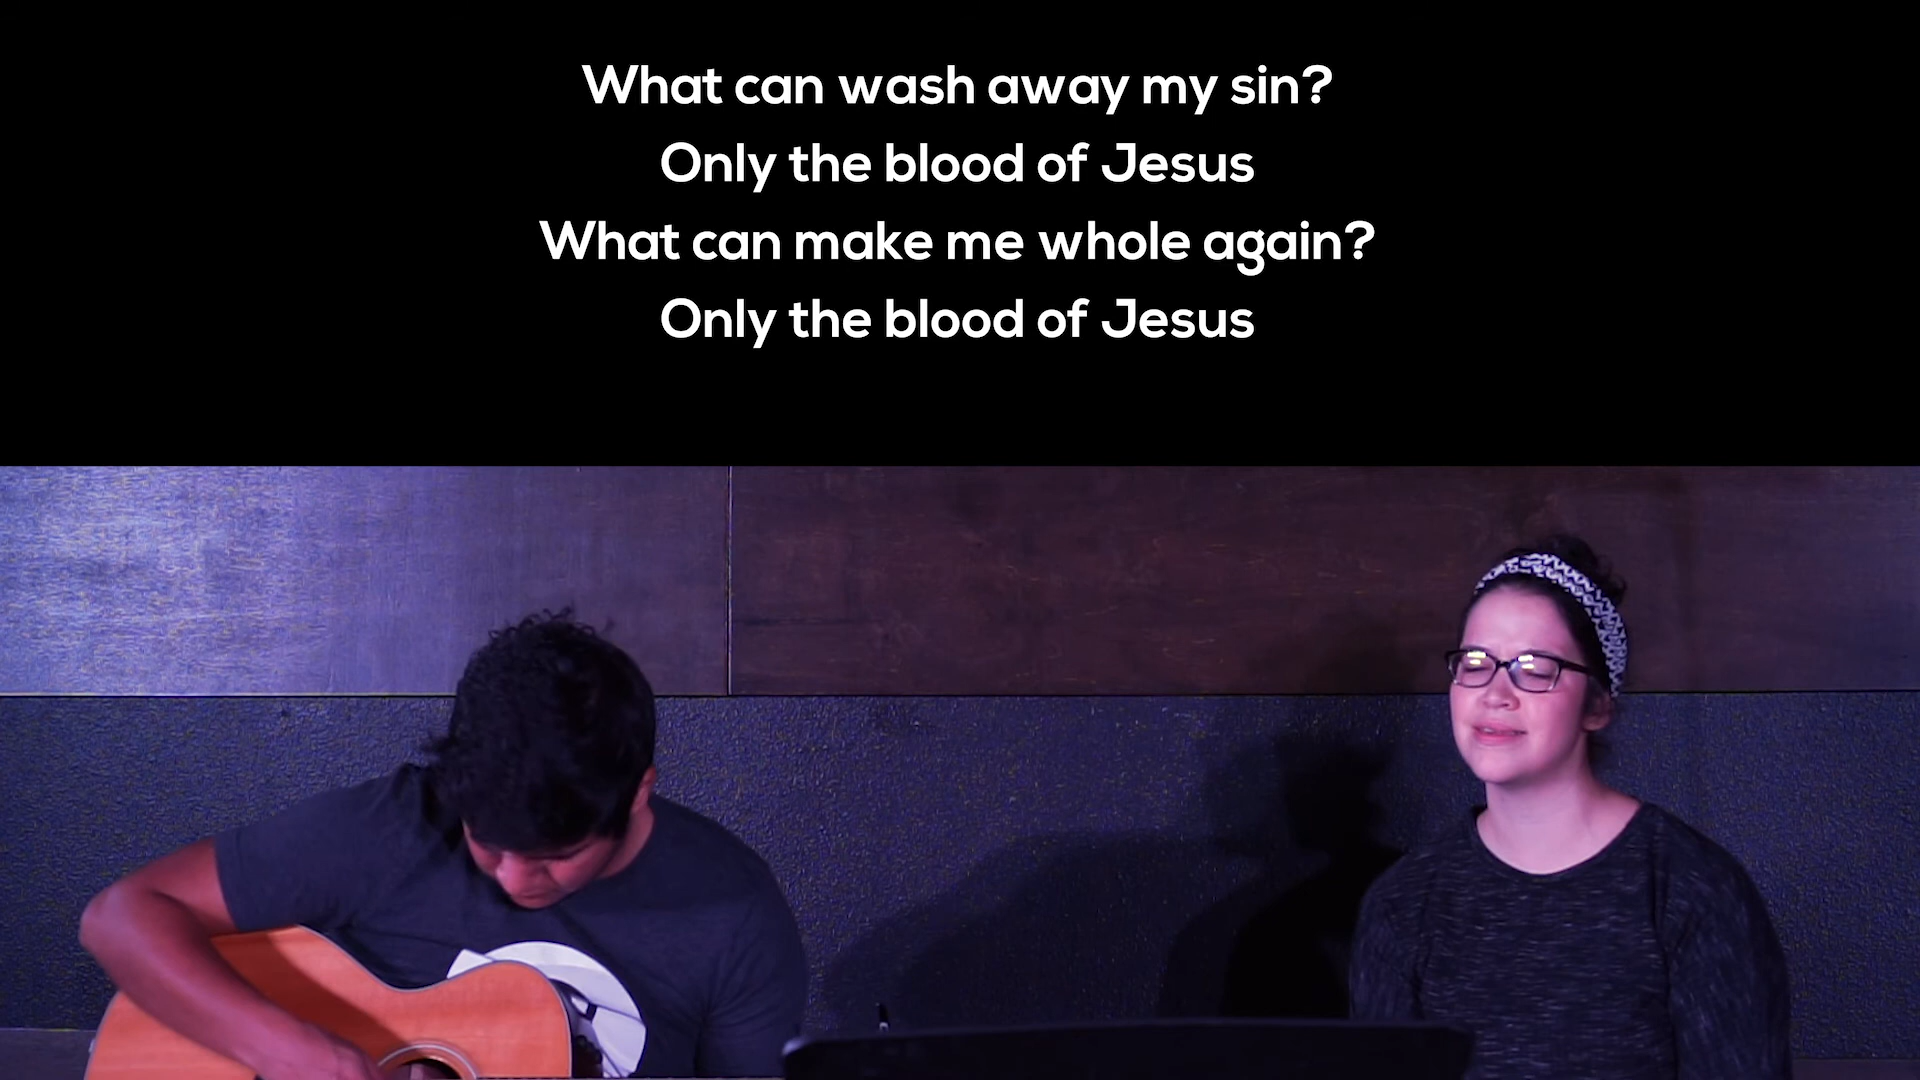 What can wash away my sin?
Only the blood of Jesus
What can make me whole again?
Only the blood of Jesus